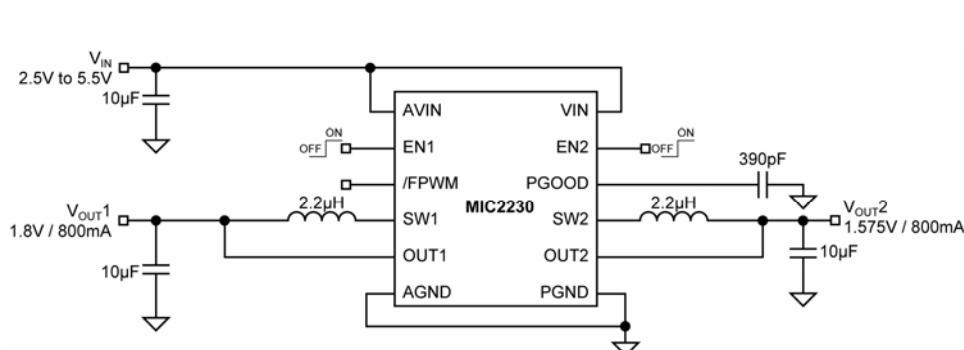 VIN
2.5V to 5.5V
10µF
AVIN
VIN
OFF ON
EN1
EN2
OFF ON
390pF
/FPWM
PGOOD
MIC2230
VOUT1
1.8V / 800mA
2.2µH
SW1
SW2
2.2µH
VOUT2
1.575V / 800mA
OUT1
OUT2
10µF
10µF
AGND
PGND